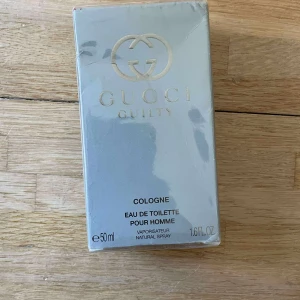 GUCCI
GUILTY
COLOGNE
EAU DE TOILETTE
POUR HOMME
VAPORISATEUR
NATURAL SPRAY
℮50ml 1.6FL.OZ